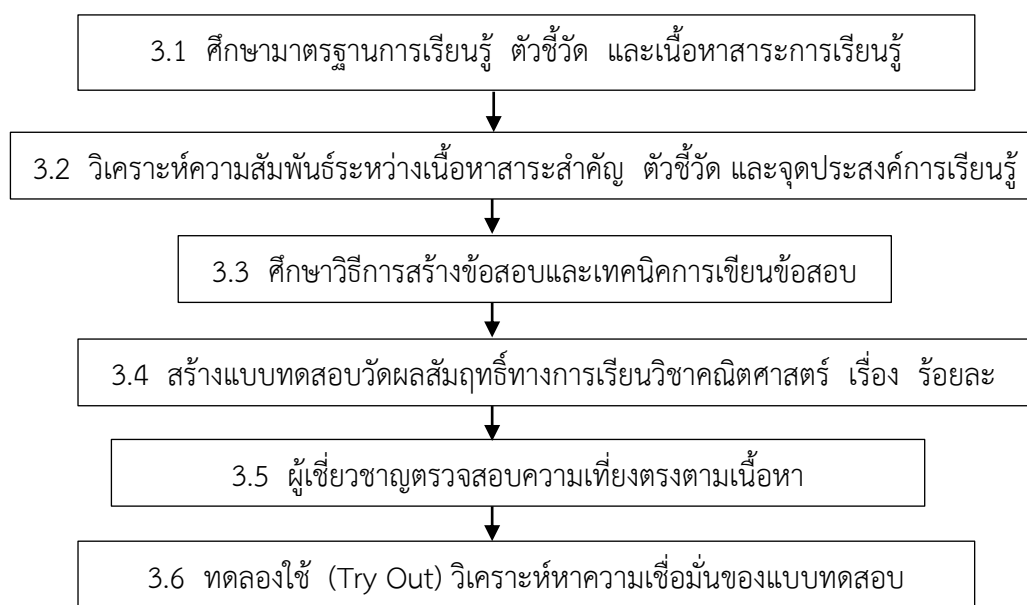 3.1 ศึกษามาตรฐานการเรียนรู้ ตัวชี้วัด และเนื้อหาสาระการเรียนรู้
3.2 วิเคราะห์ความสัมพันธ์ระหว่างเนื้อหาสาระสำคัญ ตัวชี้วัด และจุดประสงค์การเรียนรู้
3.3 ศึกษาวิธีการสร้างข้อสอบและเทคนิคการเขียนข้อสอบ
3.4 สร้างแบบทดสอบวัดผลสัมฤทธิ์ทางการเรียนวิชาคณิตศาสตร์ เรื่อง ร้อยละ
3.5 ผู้เชี่ยวชาญตรวจสอบความเที่ยงตรงตามเนื้อหา
3.6 ทดลองใช้ (Try Out) วิเคราะห์หาความเชื่อมั่นของแบบทดสอบ